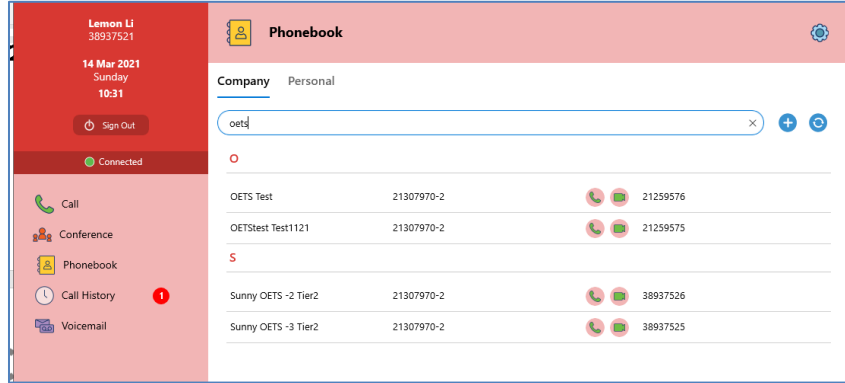 Lemon Li
38937521
14 Mar 2021
Sunday
10:31
Sign Out
Connected
Call
Conference
Phonebook
Call History 1
Voicemail
Phonebook
Company Personal
oets
O
OETS Test 21307970-2 21259576
OETStest Test1121 21307970-2 21259575
S
Sunny OETS -2 Tier2 21307970-2 38937526
Sunny OETS -3 Tier2 21307970-2 38937525